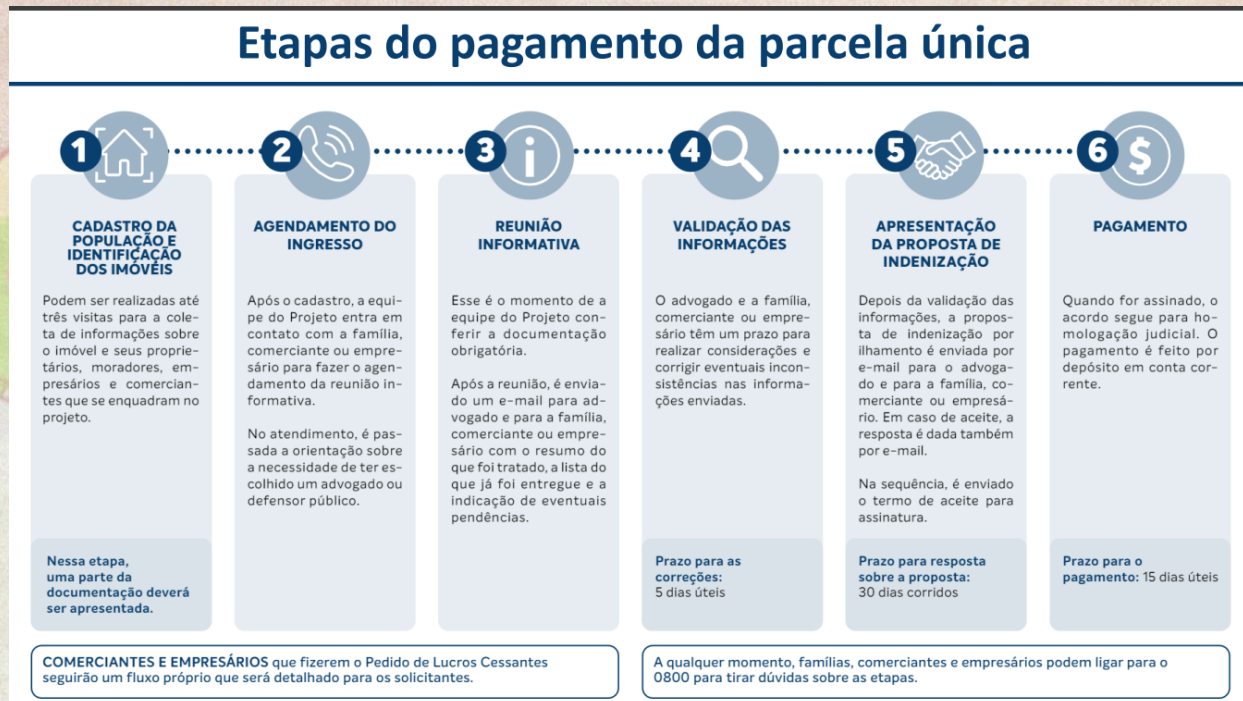 Etapas do pagamento da parcela única
1
CADASTRO DA
POPULAÇÃO E
IDENTIFICAÇÃO
DOS IMÓVEIS
Podem ser realizadas até
três visitas para a cole-
ta de informações sobre
o imóvel e seus proprie-
tários, moradores, em-
presários e comercian-
tes que se enquadram no
projeto.
Nessa etapa,
uma parte da
documentação deverá
ser apresentada.
2
AGENDAMENTO DO
INGRESSO
Após o cadastro, a equi-
pe do Projeto entra em
contato com a família,
comerciante ou empre-
sário para fazer o agen-
damento da reunião in-
formativa.
No atendimento, é pas-
sada a orientação sobre
a necessidade de ter es-
colhido um advogado ou
defensor público.
3
i
REUNIÃO
INFORMATIVA
Esse é o momento de a
equipe do Projeto con-
ferir a documentação
obrigatória.
Após a reunião, é envia-
do um e-mail para ad-
vogado e para a família,
comerciante ou empre-
sário com o resumo do
que foi tratado, a lista do
que já foi entregue e a
indicação de eventuais
pendências.
4
VALIDAÇÃO DAS
INFORMAÇÕES
O advogado e a família,
comerciante ou empre-
sário têm um prazo para
realizar considerações e
corrigir eventuais incon-
sistências nas informa-
ções enviadas.
Prazo para as
correções:
5 dias úteis
5
APRESENTAÇÃO
DA PROPOSTA DE
INDENIZAÇÃO
Depois da validação das
informações, a propos-
ta de indenização por
ilhamento é enviada por
e-mail para o advoga-
do e para a família, co-
merciante ou empresá-
rio. Em caso de aceite, a
resposta é dada também
por e-mail.
Na sequência, é enviado
o termo de aceite para
assinatura.
Prazo para resposta
sobre a proposta:
30 dias corridos
6
$
PAGAMENTO
Quando for assinado, o
acordo segue para ho-
mologação judicial. O
pagamento é feito por
depósito em conta cor-
rente.
Prazo para o
pagamento: 15 dias úteis
COMERCIANTES E EMPRESÁRIOS que fizerem o Pedido de Lucros Cessantes
seguirão um fluxo próprio que será detalhado para os solicitantes.
A qualquer momento, famílias, comerciantes e empresários podem ligar para o
0800 para tirar dúvidas sobre as etapas.